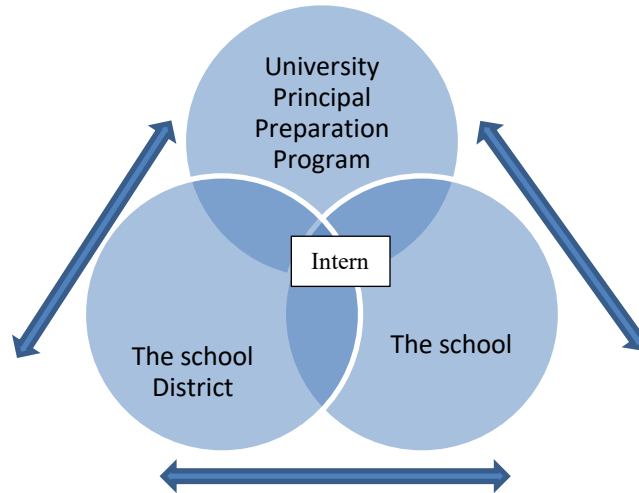 University
Principal
Preparation
Program
Intern
The school
District
The school